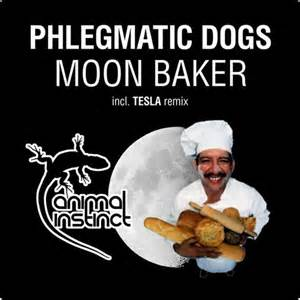 PHLEGMATIC DOGS
MOON BAKER
incl. TESLA remix
animal
instinct